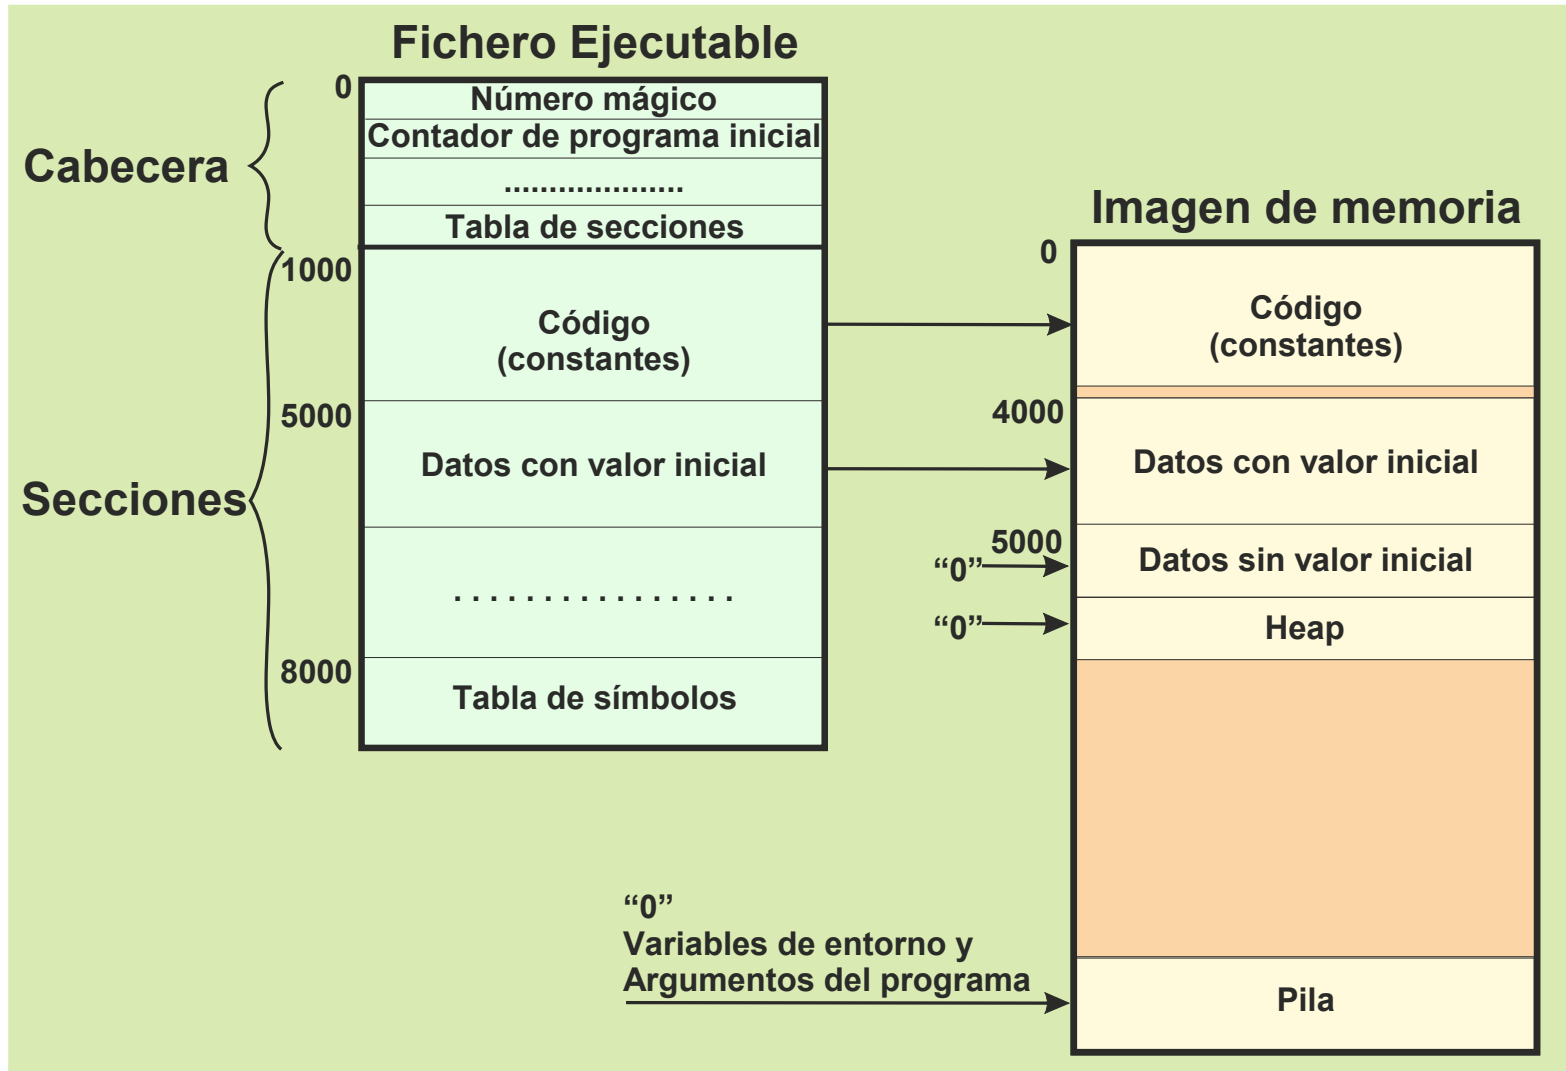 Fichero Ejecutable
0
Número mágico
Contador de programa inicial
....................
Tabla de secciones
Cabecera
1000
Código
(constantes)
5000
Datos con valor inicial
Secciones
. . . . . . . . . . . . . . . .
8000
Tabla de símbolos
Imagen de memoria
0
Código
(constantes)
4000
Datos con valor inicial
5000
“0”
Datos sin valor inicial
“0”
Heap
“0”
Variables de entorno y
Argumentos del programa
Pila